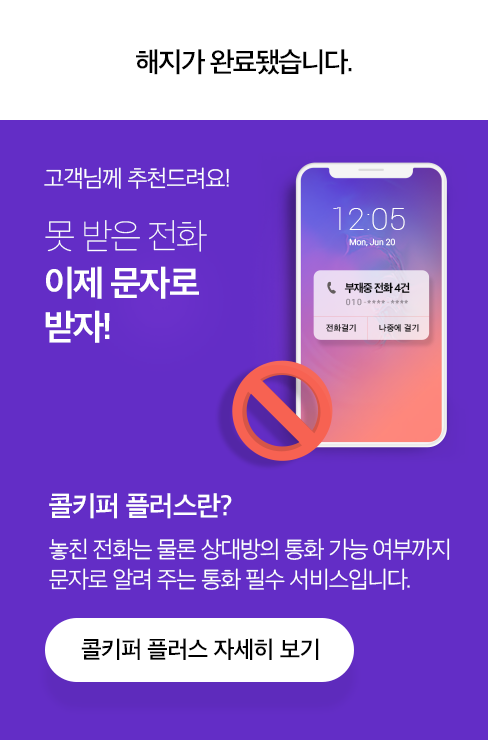 해지가 완료됐습니다.
고객님께 추천드려요!
못 받은 전화
이제 문자로
받자!
12:05
Mon, Jun 20
부재중 전화 4건
010-****-****
전화걸기 나중에 걸기
콜키퍼 플러스란?
놓친 전화는 물론 상대방의 통화 가능 여부까지
문자로 알려 주는 통화 필수 서비스입니다.
콜키퍼 플러스 자세히 보기